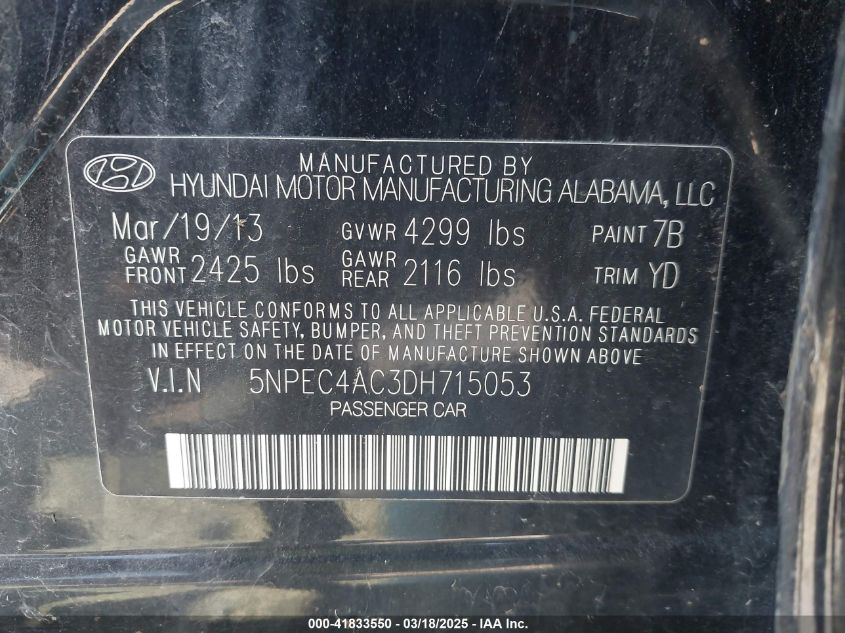 MANUFACTURED BY
HYUNDAI MOTOR MANUFACTURING ALABAMA, LLC
Mar/19/13 GVWR 4299 lbs PAINT 7B
GAWR FRONT 2425 lbs GAWR REAR 2116 lbs TRIM YD
THIS VEHICLE CONFORMS TO ALL APPLICABLE U.S.A. FEDERAL
MOTOR VEHICLE SAFETY, BUMPER, AND THEFT PREVENTION STANDARDS
IN EFFECT ON THE DATE OF MANUFACTURE SHOWN ABOVE
V.I.N 5NPEC4AC3DH715053
PASSENGER CAR
000-41833550 - 03/18/2025 - IAA Inc.